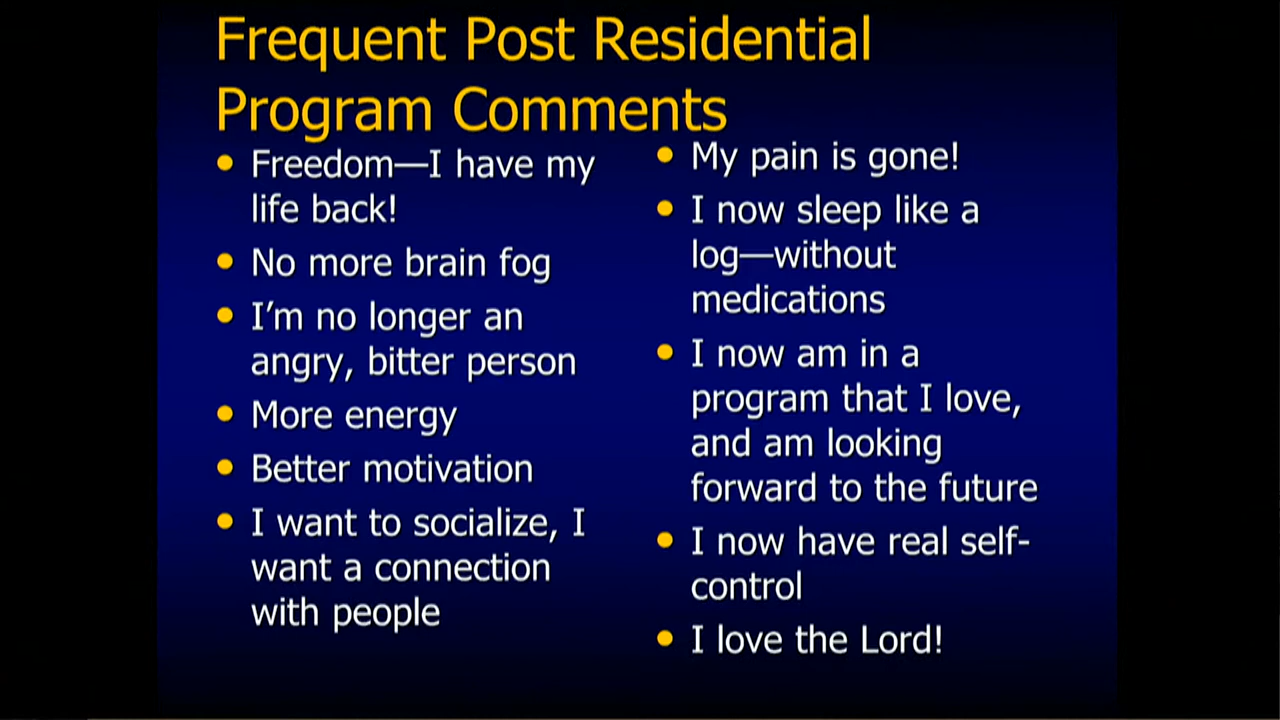 Frequent Post Residential
Program Comments
• Freedom—I have my
life back!
• No more brain fog
• I’m no longer an
angry, bitter person
• More energy
• Better motivation
• I want to socialize, I
want a connection
with people
• My pain is gone!
• I now sleep like a
log—without
medications
• I now am in a
program that I love,
and am looking
forward to the future
• I now have real self-
control
• I love the Lord!